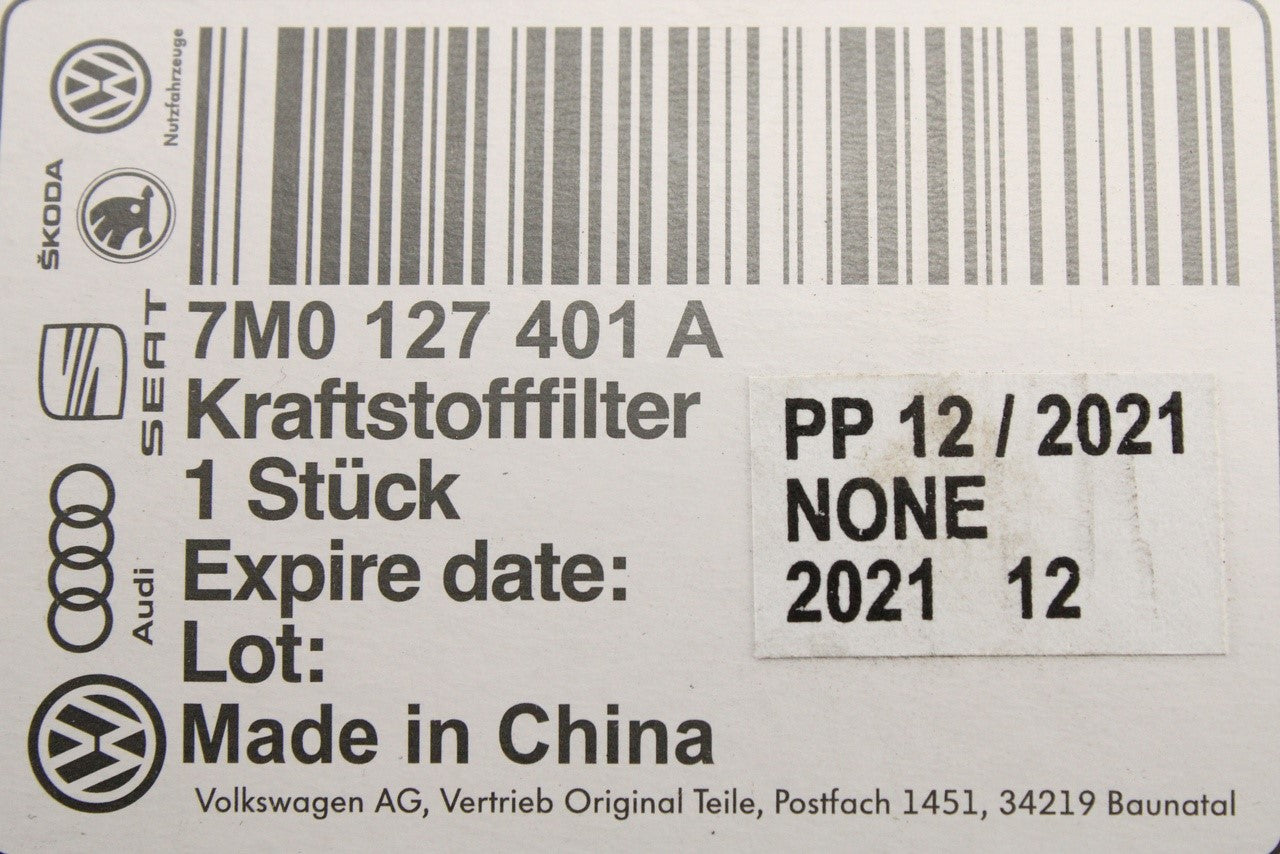 Nutzfahrzeuge
ŠKODA
SEAT
Audi
7M0 127 401 A
Kraftstofffilter
1 Stück
Expire date:
Lot:
Made in China
PP 12 / 2021
NONE
2021 12
Volkswagen AG, Vertrieb Original Teile, Postfach 1451, 34219 Baunatal